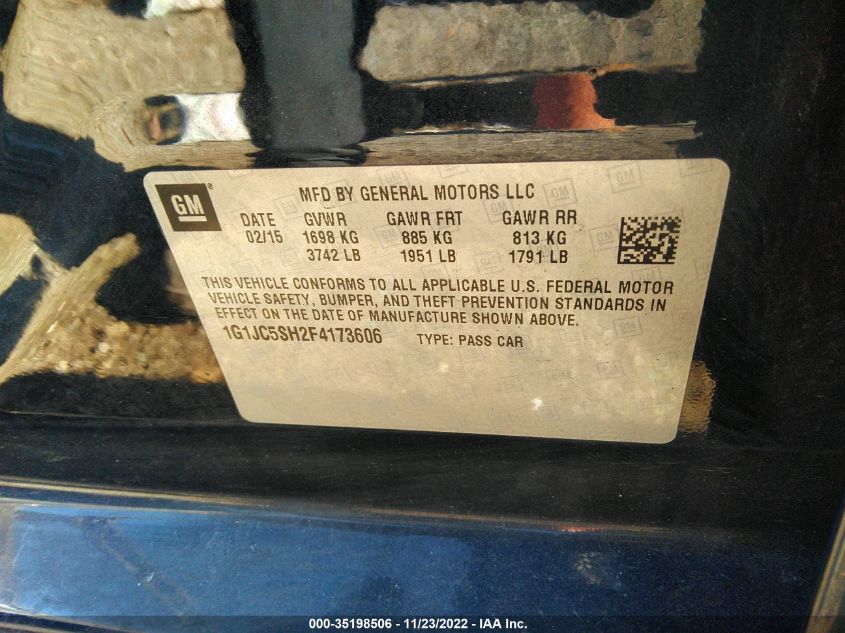 GM ®
MFD BY GENERAL MOTORS LLC
DATE GVWR GAWR FRT GAWR RR
02/15 1698 KG 885 KG 813 KG
3742 LB 1951 LB 1791 LB
THIS VEHICLE CONFORMS TO ALL APPLICABLE U.S. FEDERAL MOTOR
VEHICLE SAFETY, BUMPER, AND THEFT PREVENTION STANDARDS IN
EFFECT ON THE DATE OF MANUFACTURE SHOWN ABOVE.
1G1JC5SH2F4173606 TYPE: PASS CAR
000-35198506 - 11/23/2022 - IAA Inc.